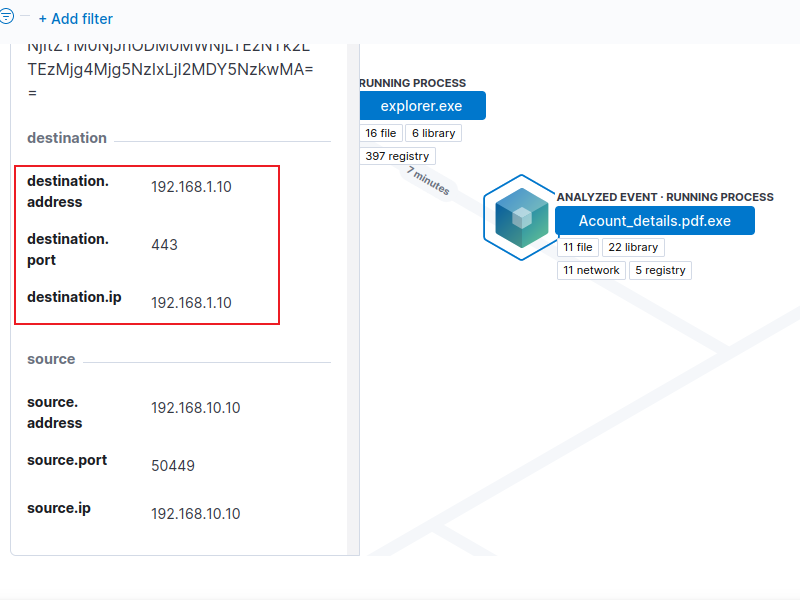 + Add filter
TEzMjg4Mjg5NzIxLjI2MDY5NzkwMA=
=
destination
destination.
address
192.168.1.10
destination.
port
443
destination.ip
192.168.1.10
source
source.
address
192.168.10.10
source.port
50449
source.ip
192.168.10.10
RUNNING PROCESS
explorer.exe
16 file
6 library
397 registry
7 minutes
ANALYZED EVENT · RUNNING PROCESS
Acount_details.pdf.exe
11 file
22 library
11 network
5 registry